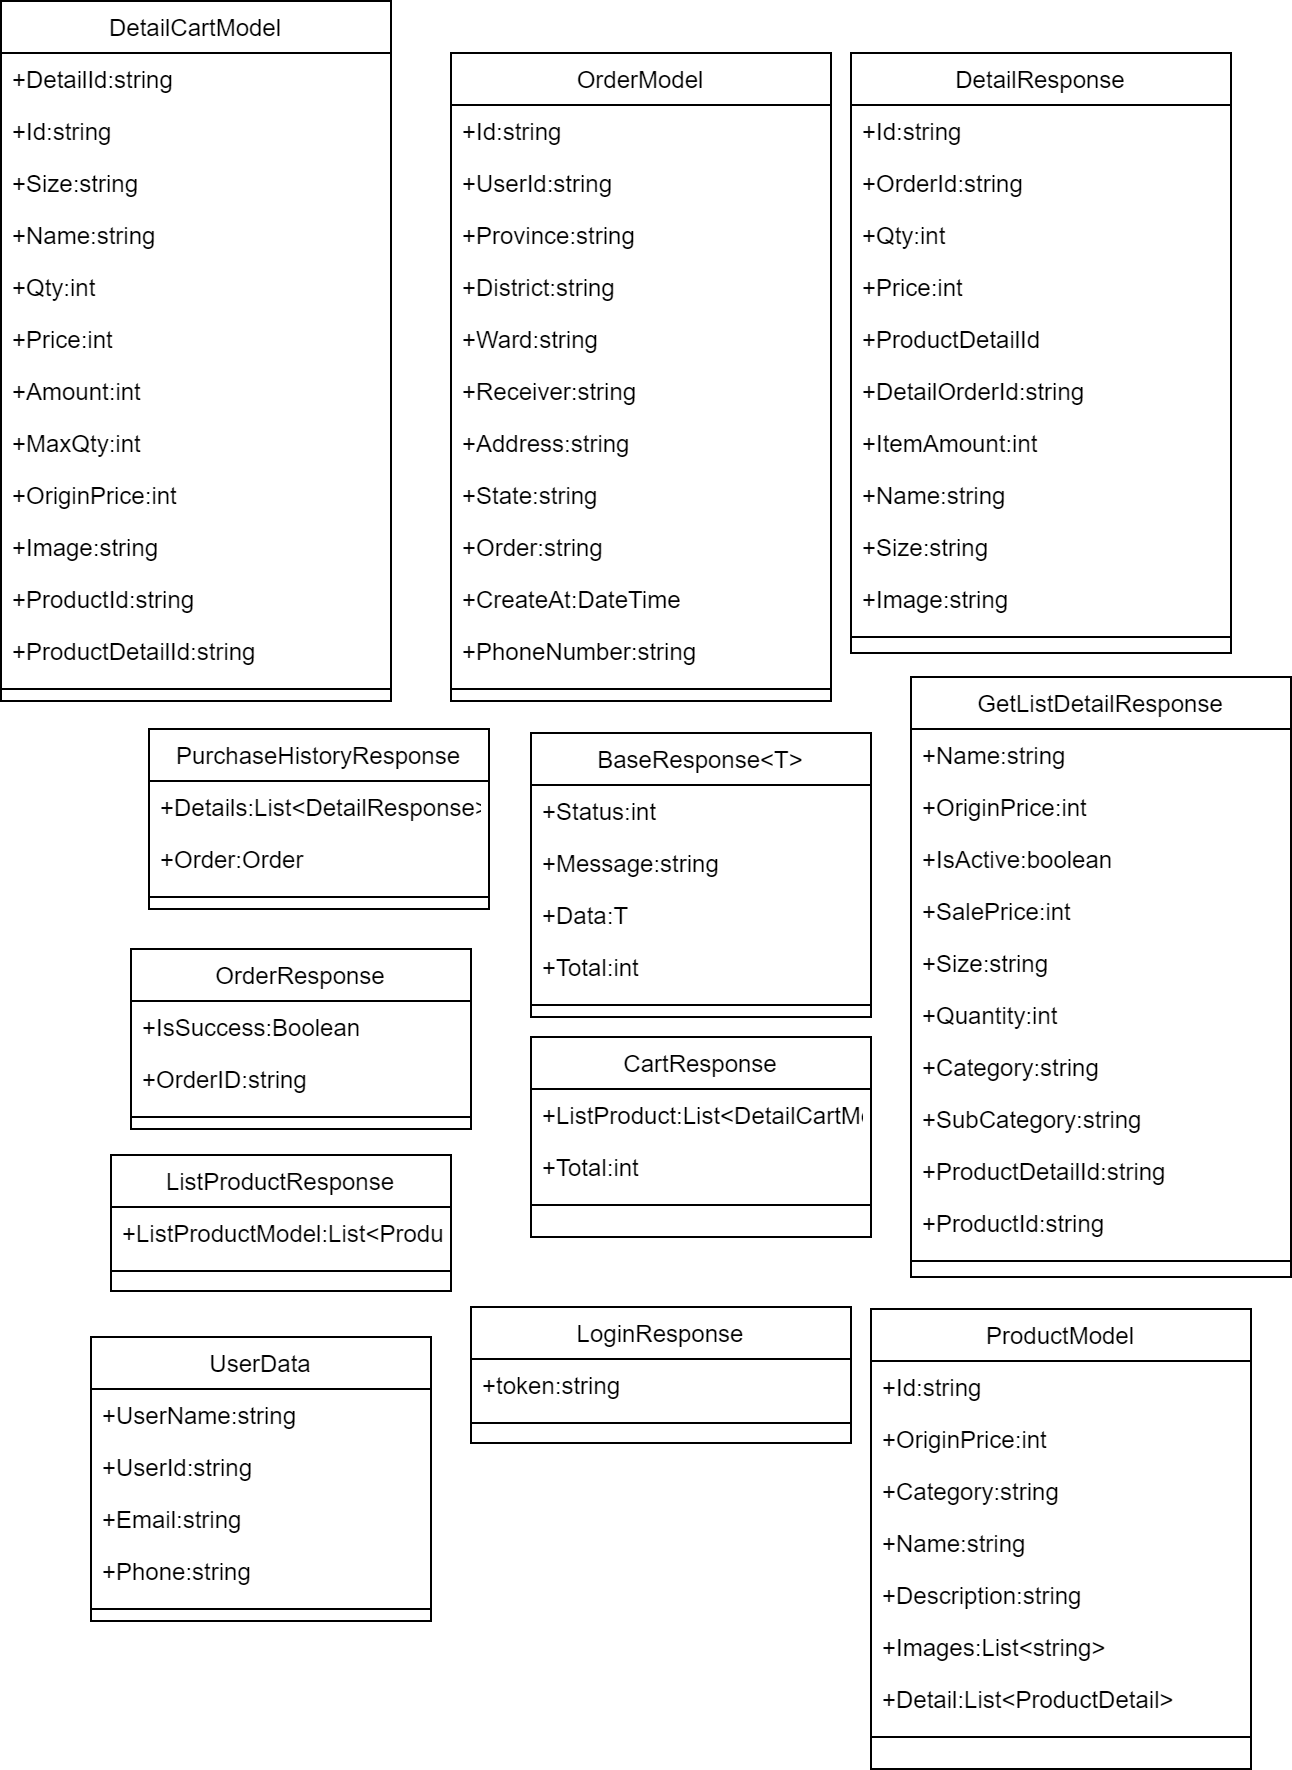 DetailCartModel
+DetailId:string
+Id:string
+Size:string
+Name:string
+Qty:int
+Price:int
+Amount:int
+MaxQty:int
+OriginPrice:int
+Image:string
+ProductId:string
+ProductDetailId:string
OrderModel
+Id:string
+UserId:string
+Province:string
+District:string
+Ward:string
+Receiver:string
+Address:string
+State:string
+Order:string
+CreateAt:DateTime
+PhoneNumber:string
DetailResponse
+Id:string
+OrderId:string
+Qty:int
+Price:int
+ProductDetailId
+DetailOrderId:string
+ItemAmount:int
+Name:string
+Size:string
+Image:string
PurchaseHistoryResponse
+Details:List<DetailResponse>
+Order:Order
BaseResponse<T>
+Status:int
+Message:string
+Data:T
+Total:int
GetListDetailResponse
+Name:string
+OriginPrice:int
+IsActive:boolean
+SalePrice:int
+Size:string
+Quantity:int
+Category:string
+SubCategory:string
+ProductDetailId:string
+ProductId:string
OrderResponse
+IsSuccess:Boolean
+OrderID:string
CartResponse
+ListProduct:List<DetailCartM
+Total:int
ListProductResponse
+ListProductModel:List<Produ
UserData
+UserName:string
+UserId:string
+Email:string
+Phone:string
LoginResponse
+token:string
ProductModel
+Id:string
+OriginPrice:int
+Category:string
+Name:string
+Description:string
+Images:List<string>
+Detail:List<ProductDetail>